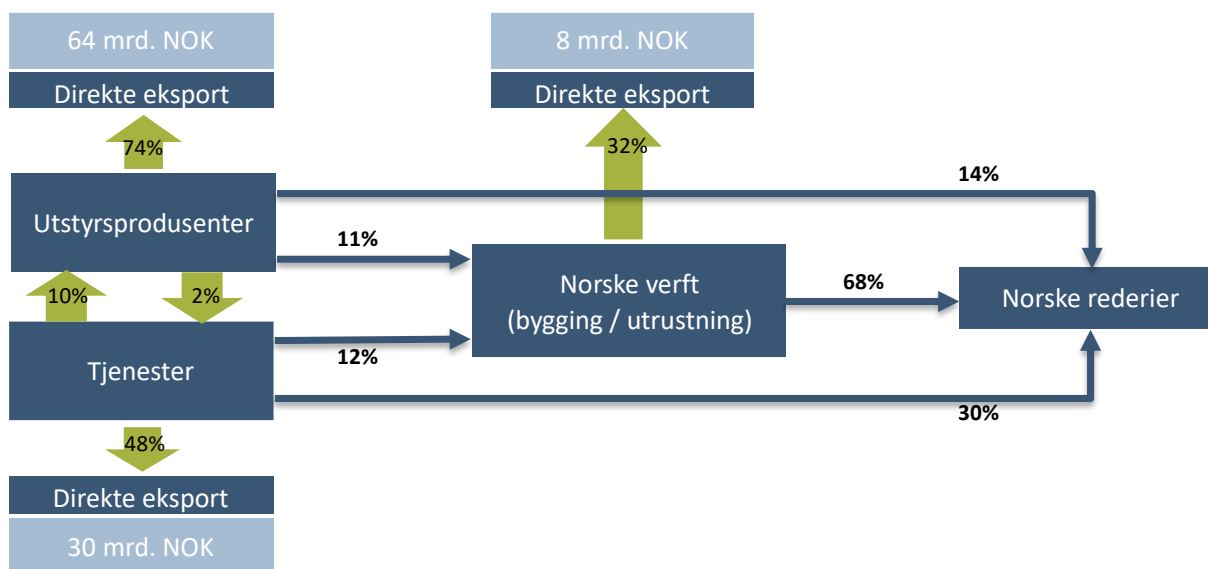 64 mrd. NOK
8 mrd. NOK
Direkte eksport
Direkte eksport
74%
32%
14%
Utstyrsprodusenter
11%
10%
2%
Norske verft
(bygging / utrustning)
68%
Norske rederier
12%
Tjenester
30%
48%
Direkte eksport
30 mrd. NOK